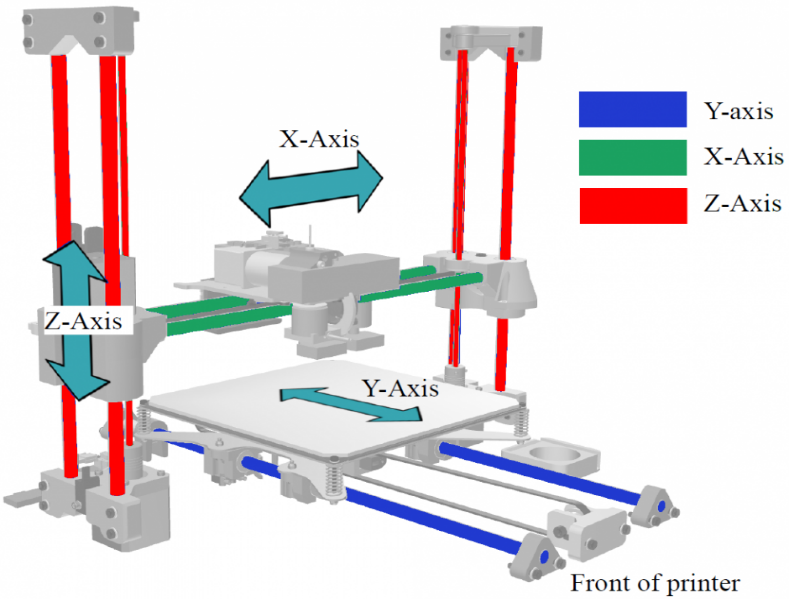 X-Axis
Y-axis
X-Axis
Z-Axis
Z-Axis
Y-Axis
Front of printer